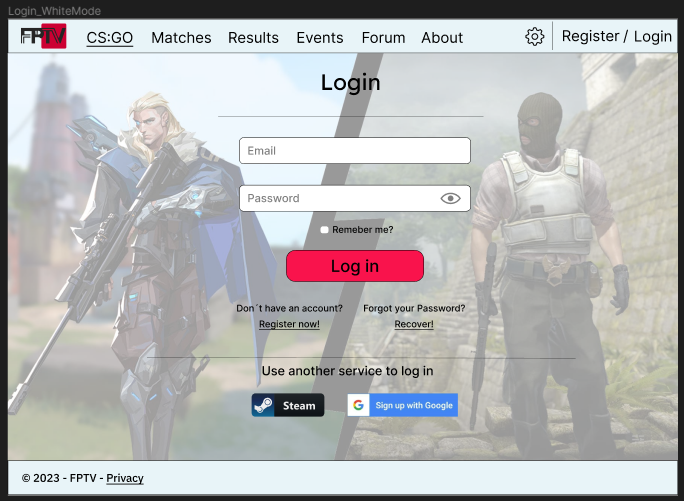 Login_WhiteMode
FPTV CS:GO Matches Results Events Forum About Register / Login
Login
Email
Password
Remeber me?
Log in
Don´t have an account? Forgot your Password?
Register now! Recover!
Use another service to log in
Steam Sign up with Google
© 2023 - FPTV - Privacy